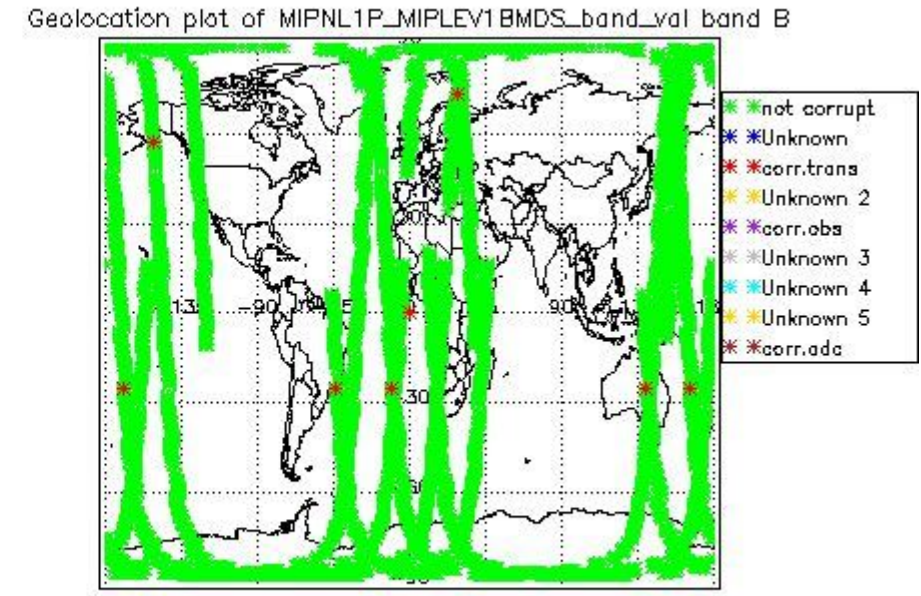 Geolocation plot of MIPNL1P_MIPLEV1BMDS_band_val band B
not corrupt
Unknown
corr.trans
Unknown 2
corr.obs
Unknown 3
Unknown 4
Unknown 5
corr.adc
-90
90
30